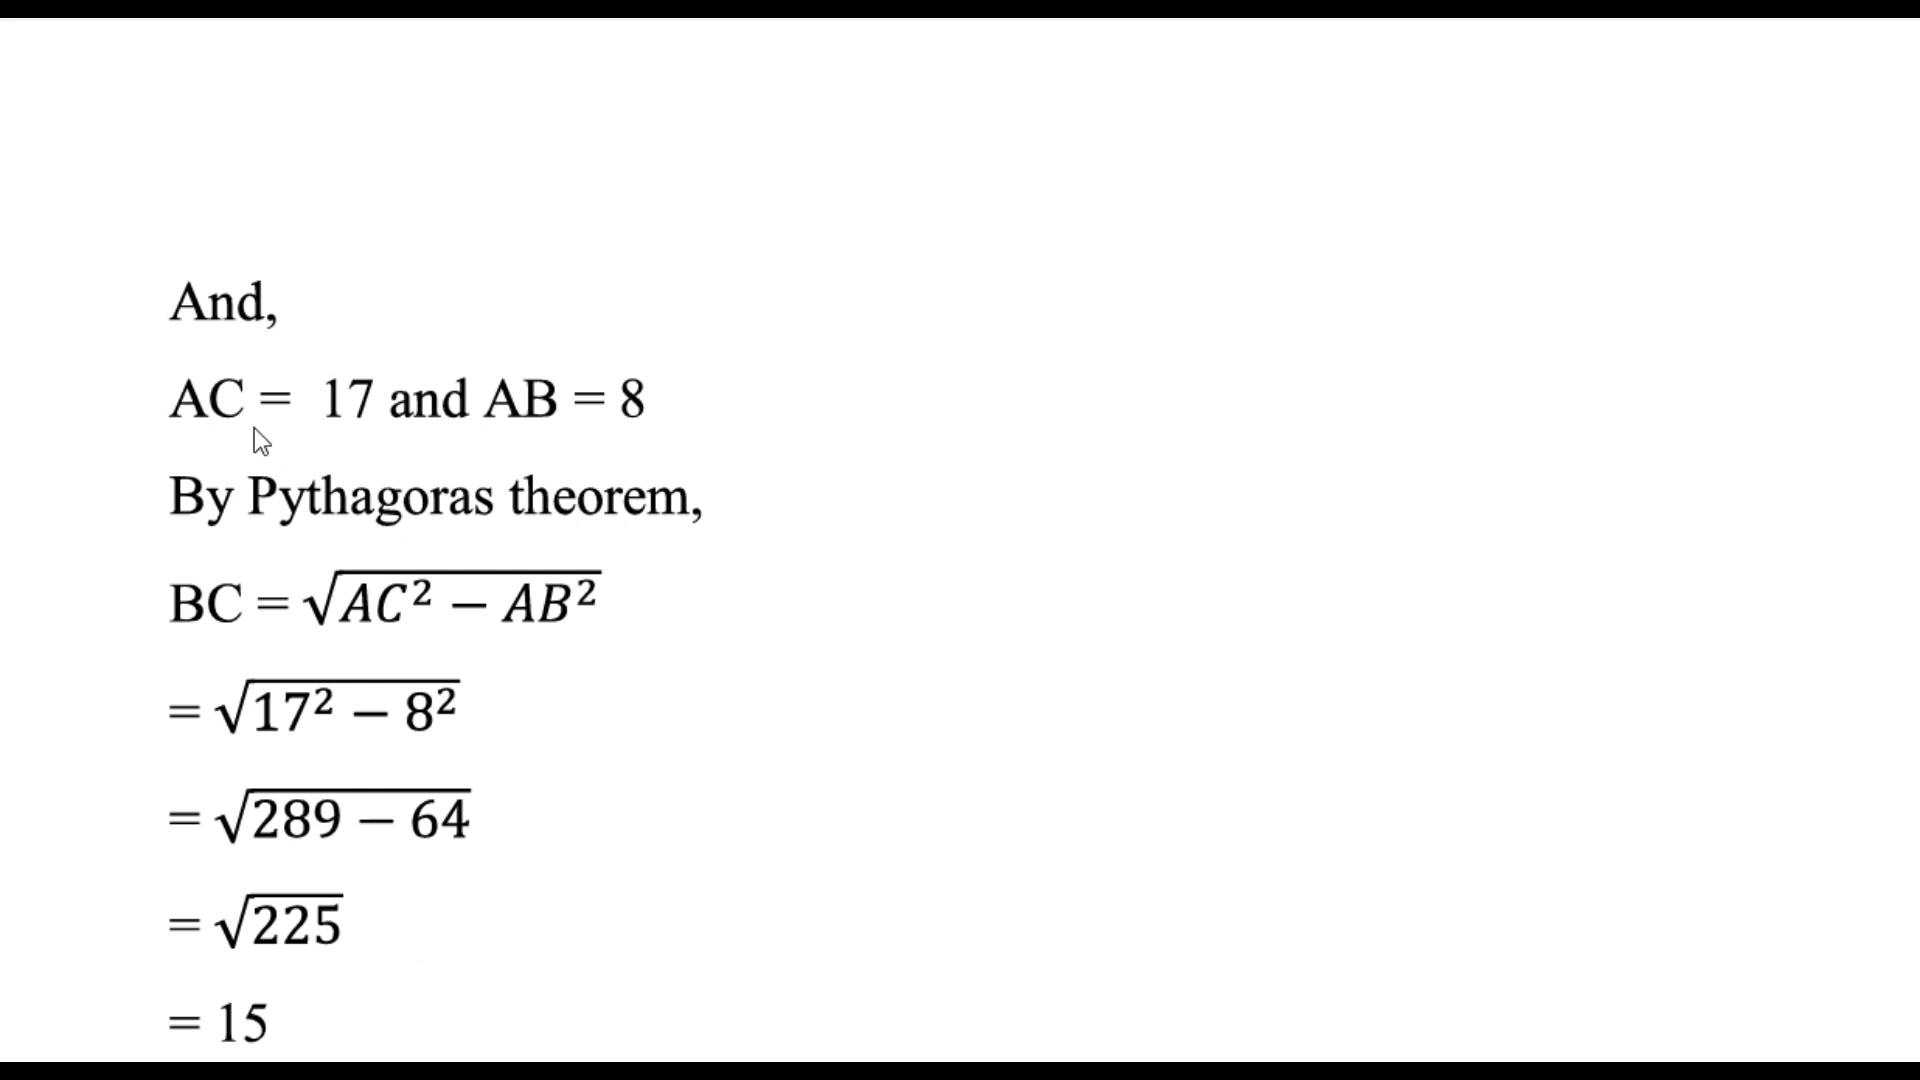 And,
AC = 17 and AB = 8
By Pythagoras theorem,
BC = √AC² − AB²
= √17² − 8²
= √289 − 64
= √225
= 15